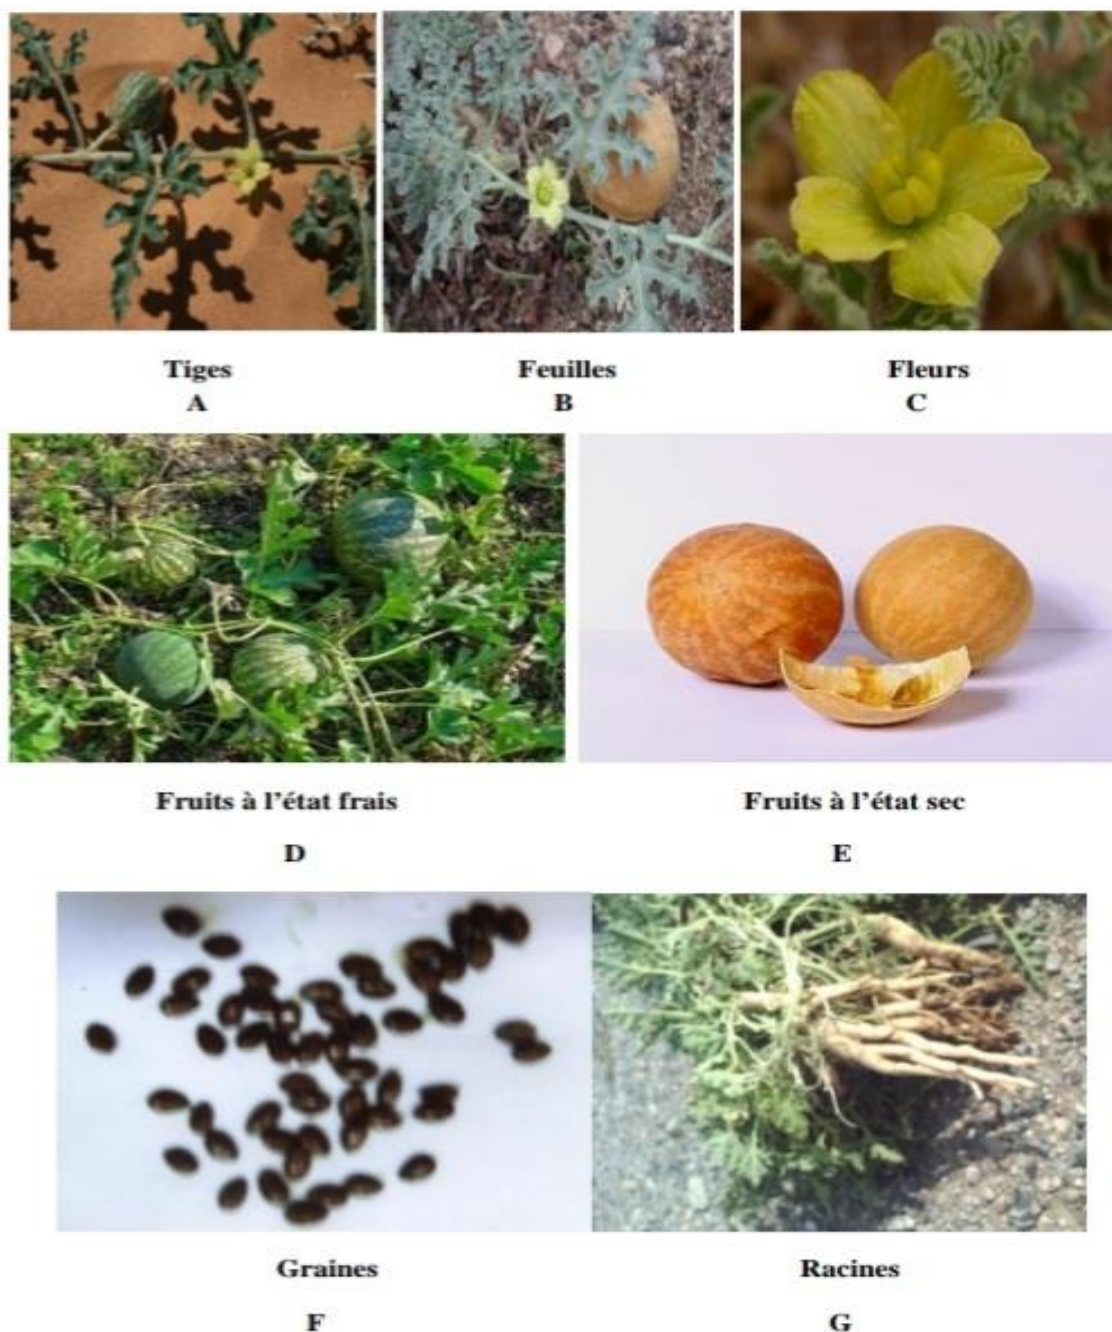 Tiges
Feuilles
Fleurs
A
B
C
Fruits à l'état frais
Fruits à l'état sec
D
E
Graines
Racines
F
G